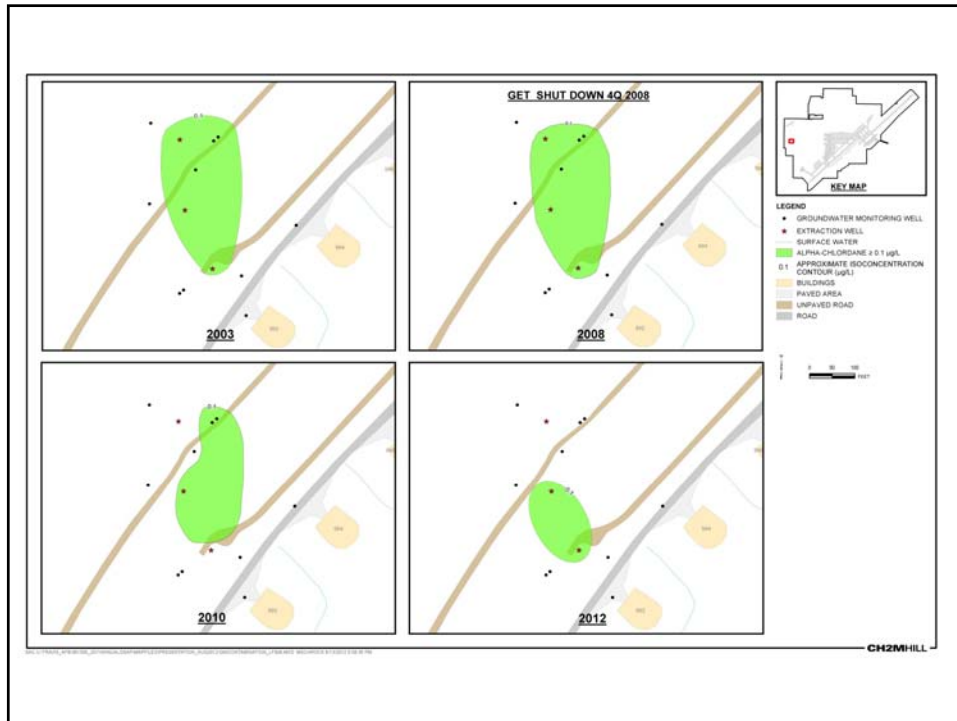 0.1
2003
GET SHUT DOWN 4Q 2008
0.1
2008
KEY MAP
LEGEND
GROUNDWATER MONITORING WELL
EXTRACTION WELL
SURFACE WATER
ALPHA-CHLORDANE ≥ 0.1 µg/L
0.1 APPROXIMATE ISOCONCENTRATION
CONTOUR (µg/L)
BUILDINGS
PAVED AREA
UNPAVED ROAD
ROAD
0 50 100
FEET
0.1
2010
0.1
2012
CH2MHILL